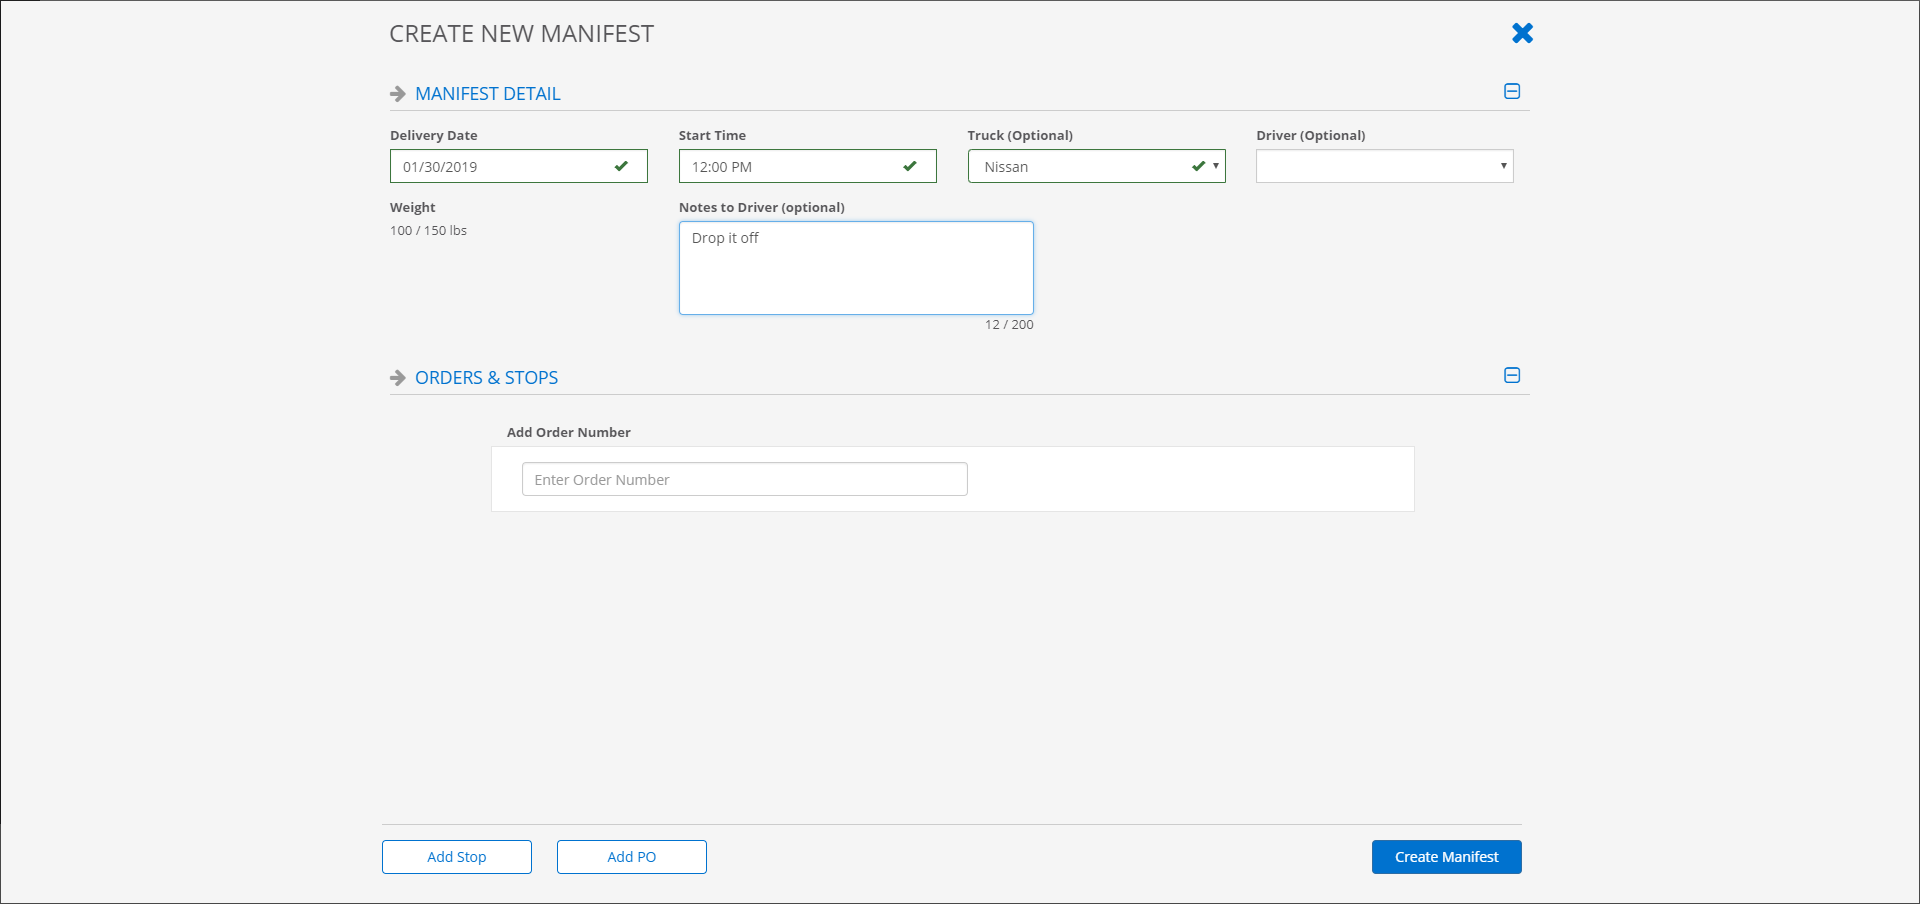 CREATE NEW MANIFEST
MANIFEST DETAIL
Delivery Date
Start Time
Truck (Optional)
Driver (Optional)
01/30/2019
12:00 PM
Nissan
Weight
Notes to Driver (optional)
100 / 150 lbs
Drop it off
12 / 200
ORDERS & STOPS
Add Order Number
Enter Order Number
Add Stop
Add PO
Create Manifest